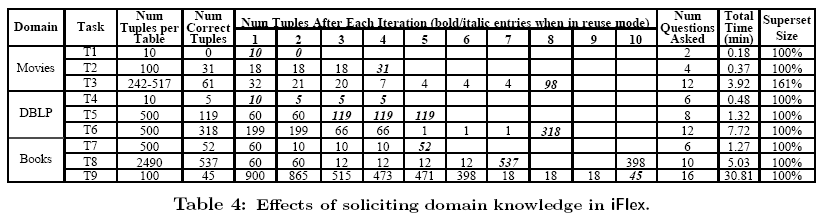 Domain Task Num Tuples per Table Num Correct Tuples Num Tuples After Each Iteration (bold/italic entries when in reuse mode) Num Questions Asked Total Time (min) Superset Size
1 2 3 4 5 6 7 8 9 10
Movies T1 10 0 10 0 2 0.18 100%
T2 100 31 18 18 18 31 4 0.37 100%
T3 242-517 61 32 21 20 7 4 4 4 98 12 3.92 161%
DBLP T4 10 5 10 5 5 5 6 0.48 100%
T5 500 119 60 60 119 119 119 8 1.32 100%
T6 500 318 199 199 66 66 1 1 1 318 12 7.72 100%
Books T7 500 52 60 10 10 10 52 6 1.27 100%
T8 2490 537 60 60 12 12 12 12 537 398 10 5.03 100%
T9 100 45 900 865 515 473 471 398 18 18 18 45 16 30.81 100%
Table 4: Effects of soliciting domain knowledge in iFlex.